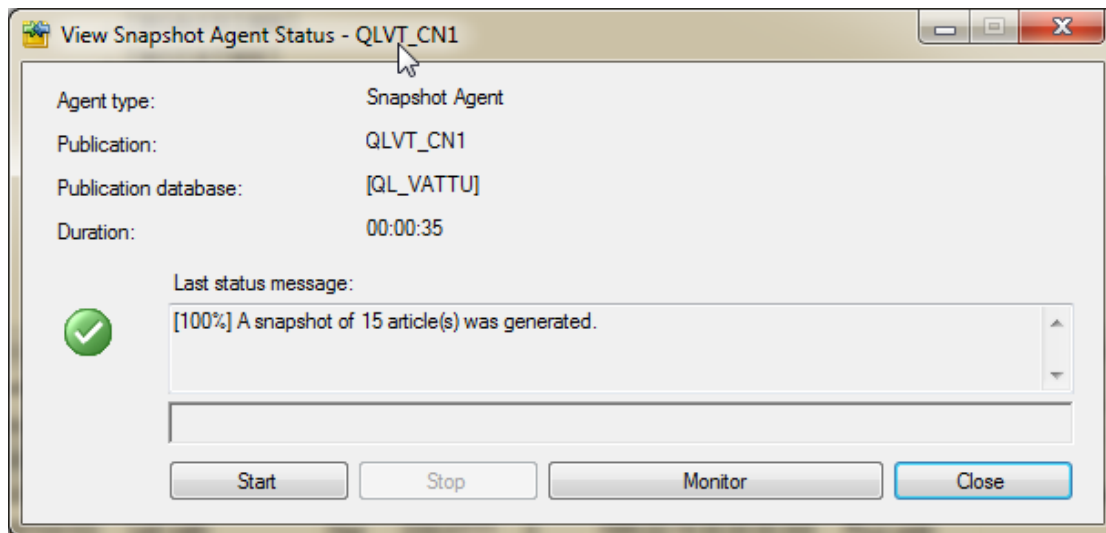 View Snapshot Agent Status - QLVT_CN1
Agent type: Snapshot Agent
Publication: QLVT_CN1
Publication database: [QL_VATTU]
Duration: 00:00:35
Last status message:
[100%] A snapshot of 15 article(s) was generated.
Start Stop Monitor Close